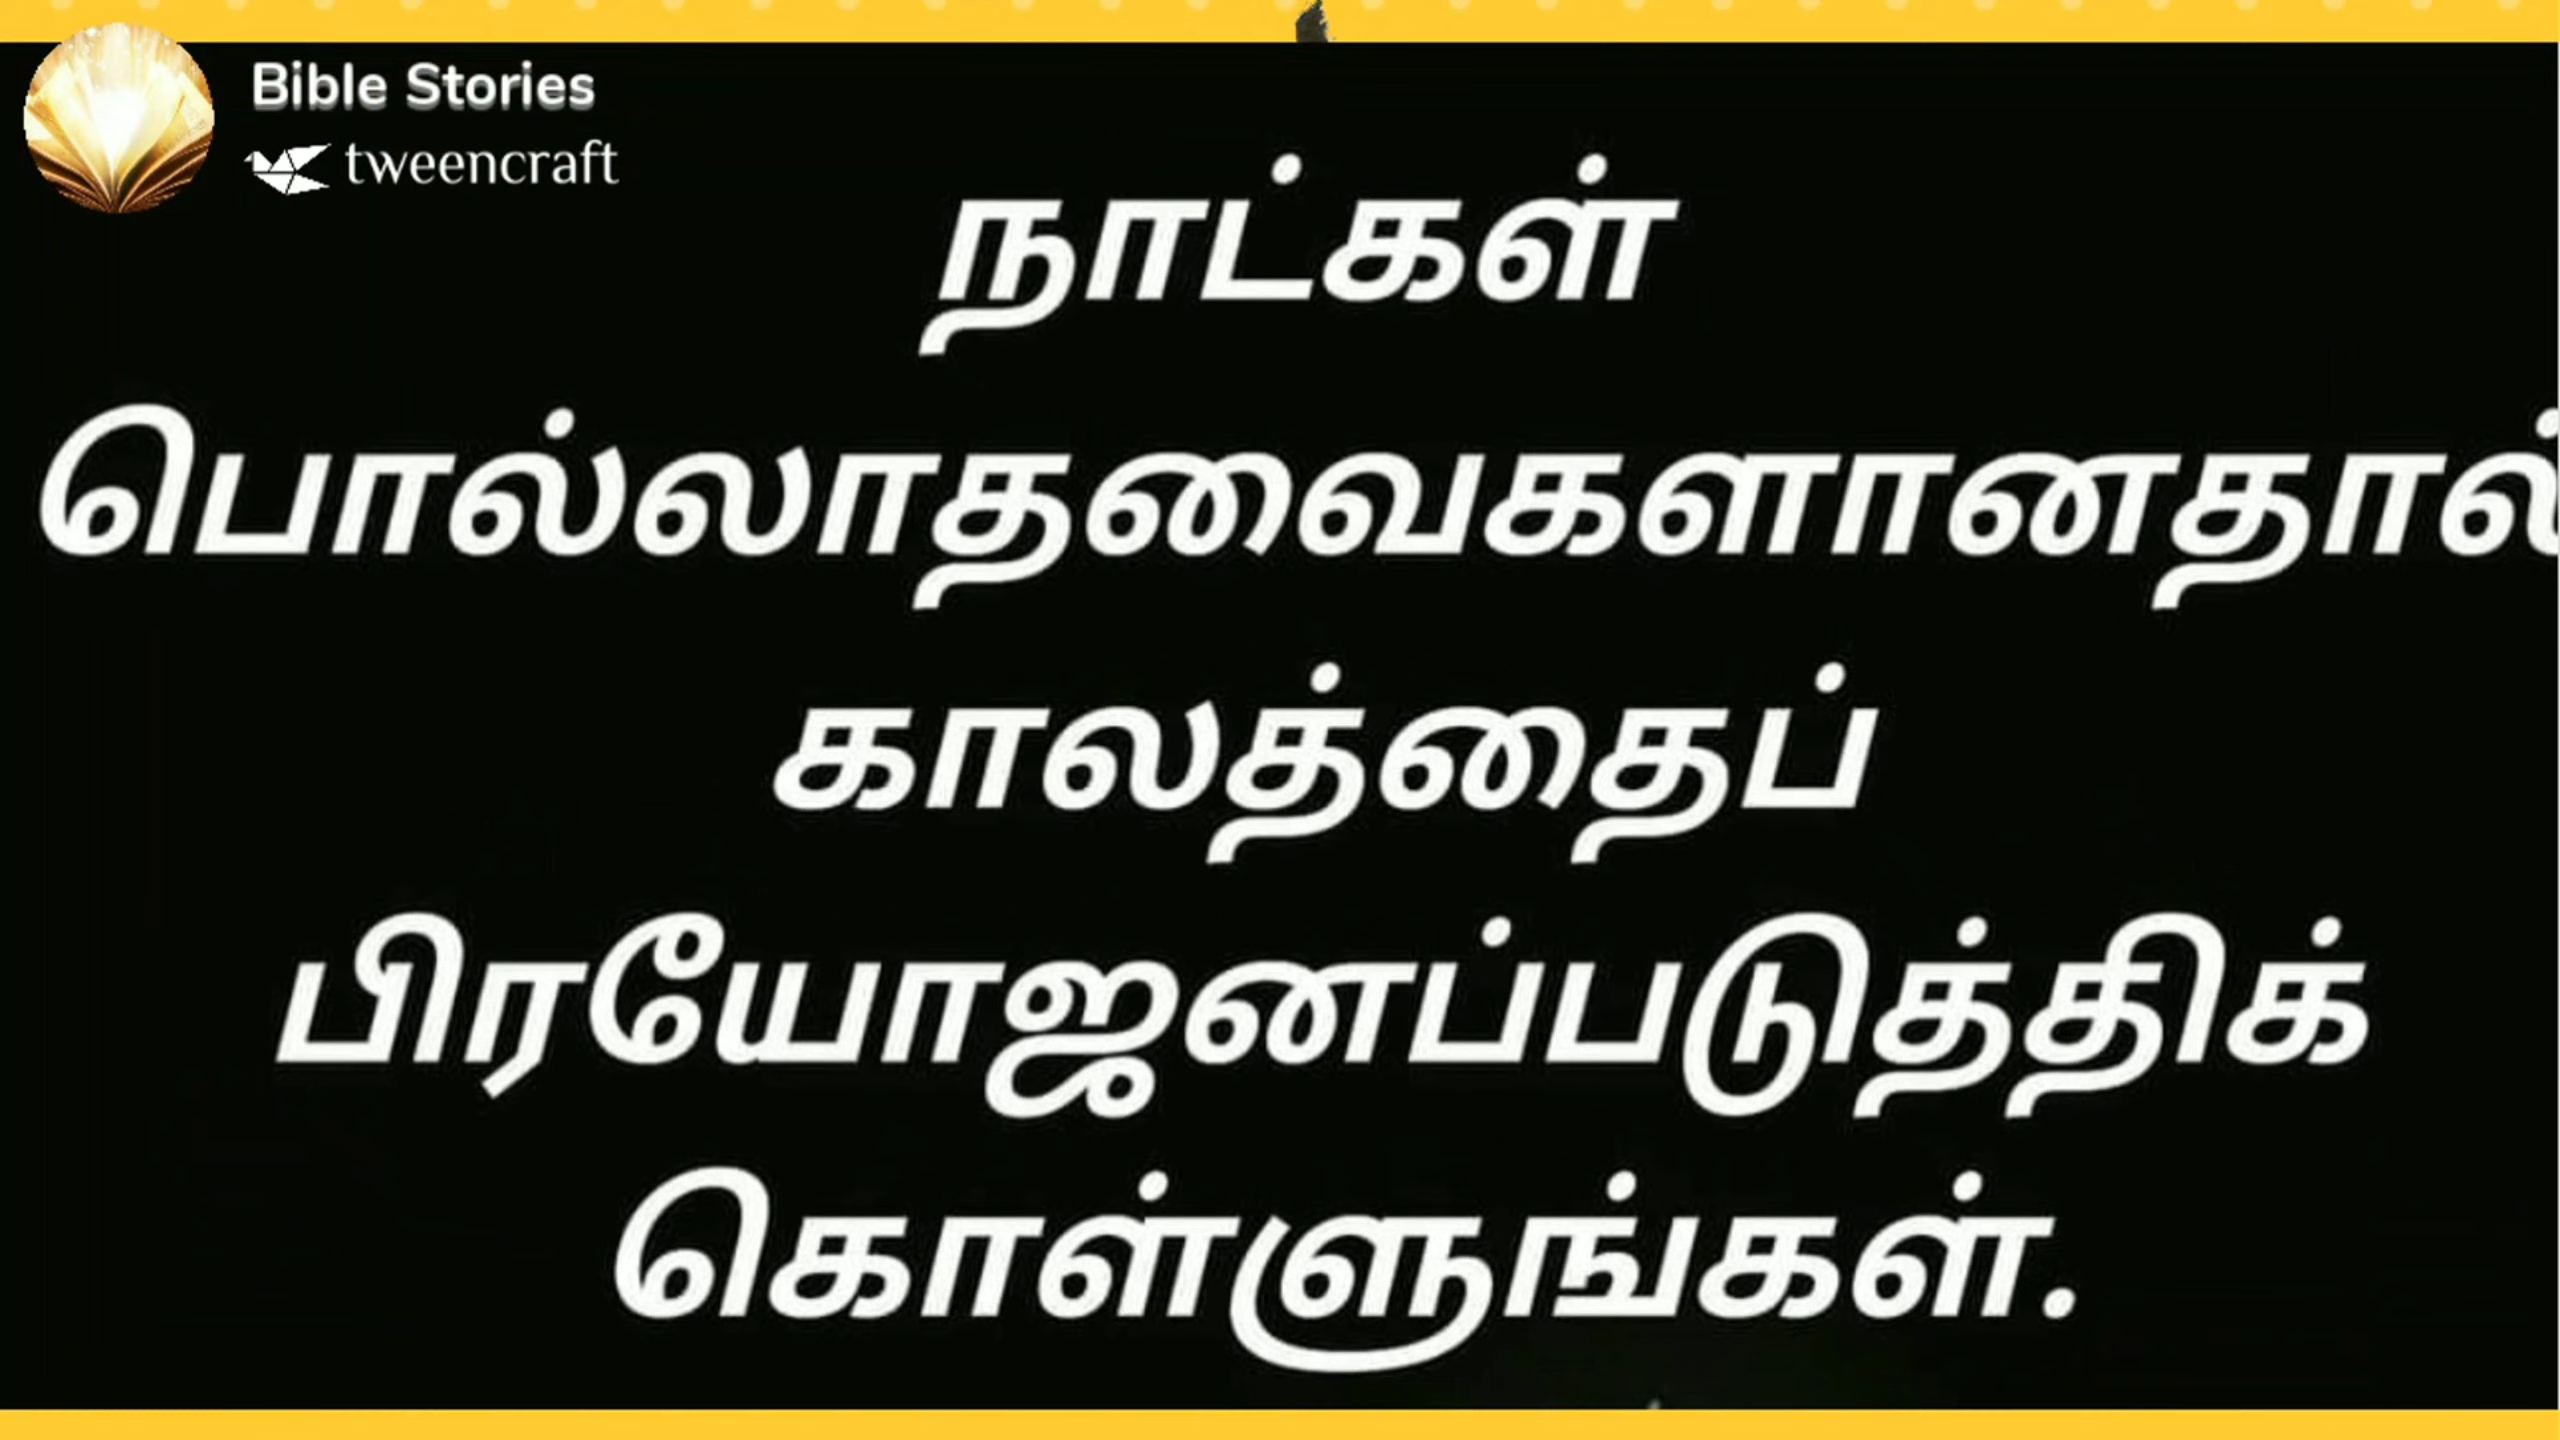 Bible Stories
tweencraft
நாட்கள்
பொல்லாதவைகளானதால்
காலத்தைப்
பிரயோஜனப்படுத்திக்
கொள்ளுங்கள்.